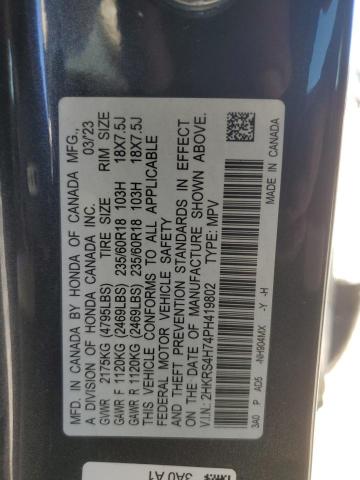 MFD. IN CANADA BY HONDA OF CANADA MFG.,
A DIVISION OF HONDA CANADA INC. 03/23
GVWR 2175KG (4795LBS) TIRE SIZE RIM SIZE
GAWR F 1120KG (2469LBS) 235/60R18 103H 18X7.5J
GAWR R 1120KG (2469LBS) 235/60R18 103H 18X7.5J
THIS VEHICLE CONFORMS TO ALL APPLICABLE
FEDERAL MOTOR VEHICLE SAFETY
AND THEFT PREVENTION STANDARDS IN EFFECT
ON THE DATE OF MANUFACTURE SHOWN ABOVE.
V.I.N.: 2HKRS4H74PH419802 TYPE: MPV
3A0 P AD5 -NH904MX -Y -H MADE IN CANADA
3A0 A1